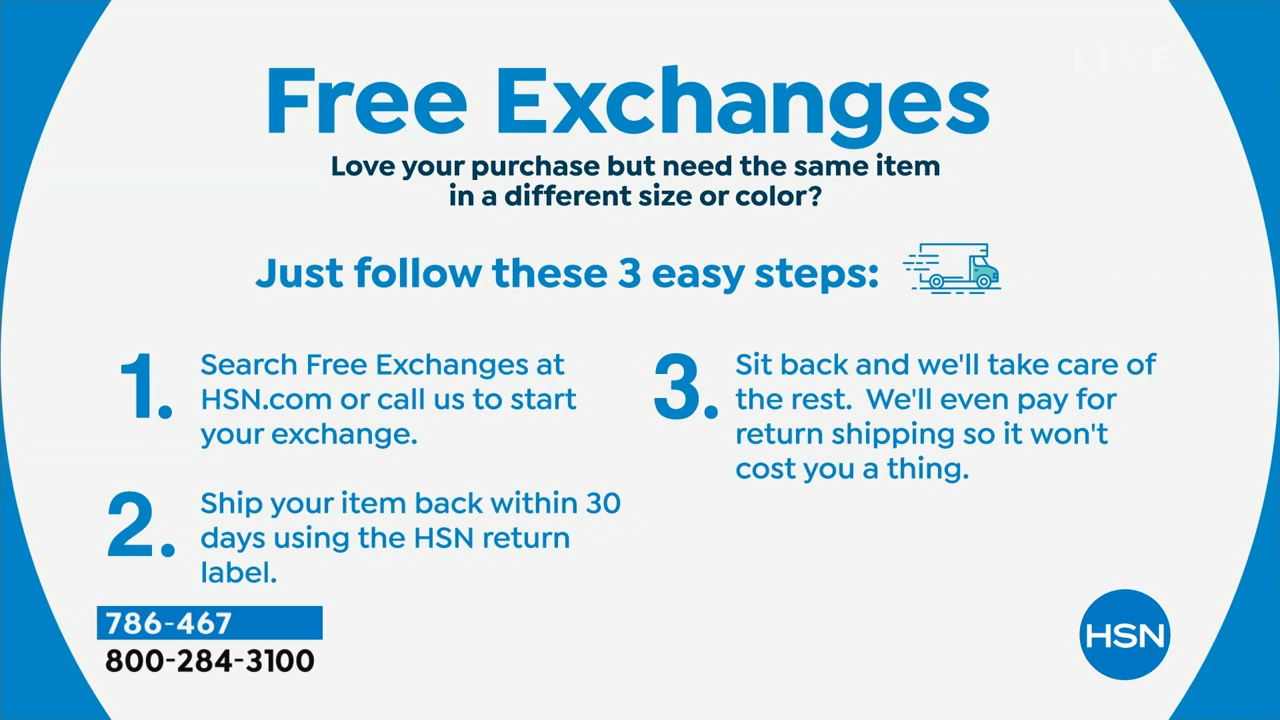 LIVE
Free Exchanges
Love your purchase but need the same item
in a different size or color?
Just follow these 3 easy steps:
1. Search Free Exchanges at
HSN.com or call us to start
your exchange.
2. Ship your item back within 30
days using the HSN return
label.
3. Sit back and we'll take care of
the rest. We'll even pay for
return shipping so it won't
cost you a thing.
786-467
800-284-3100
HSN